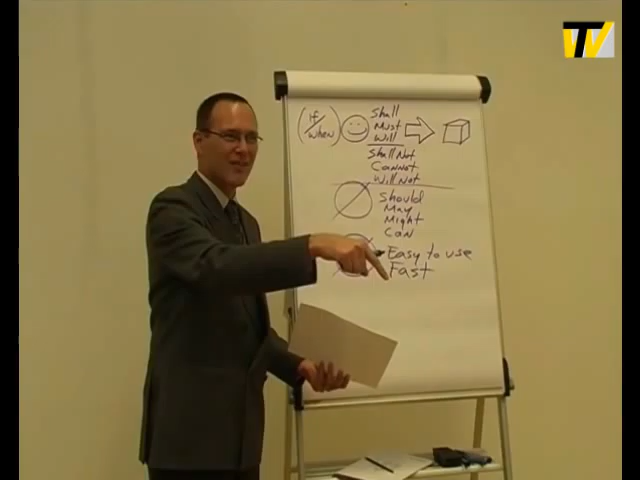 TV
(if/when) Shall
Must
Will
Shall Not
Cannot
Will Not
Should
May
Might
Can
Easy to use
Fast